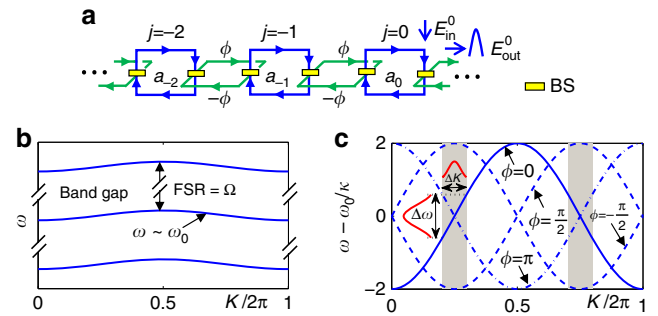 a
j=−2 ϕ j=−1 ϕ j=0 E⁰in E⁰out
••• a−2 a−1 a0 •••
−ϕ −ϕ BS
b
Band gap
FSR = Ω
ω
ω ~ ω0
0 0.5 K/2π 1
c
ω − ω0/κ
2
0
−2
ΔK
Δω
ϕ=0
ϕ=π/2
ϕ=−π/2
ϕ=π
0 0.5 K/2π 1